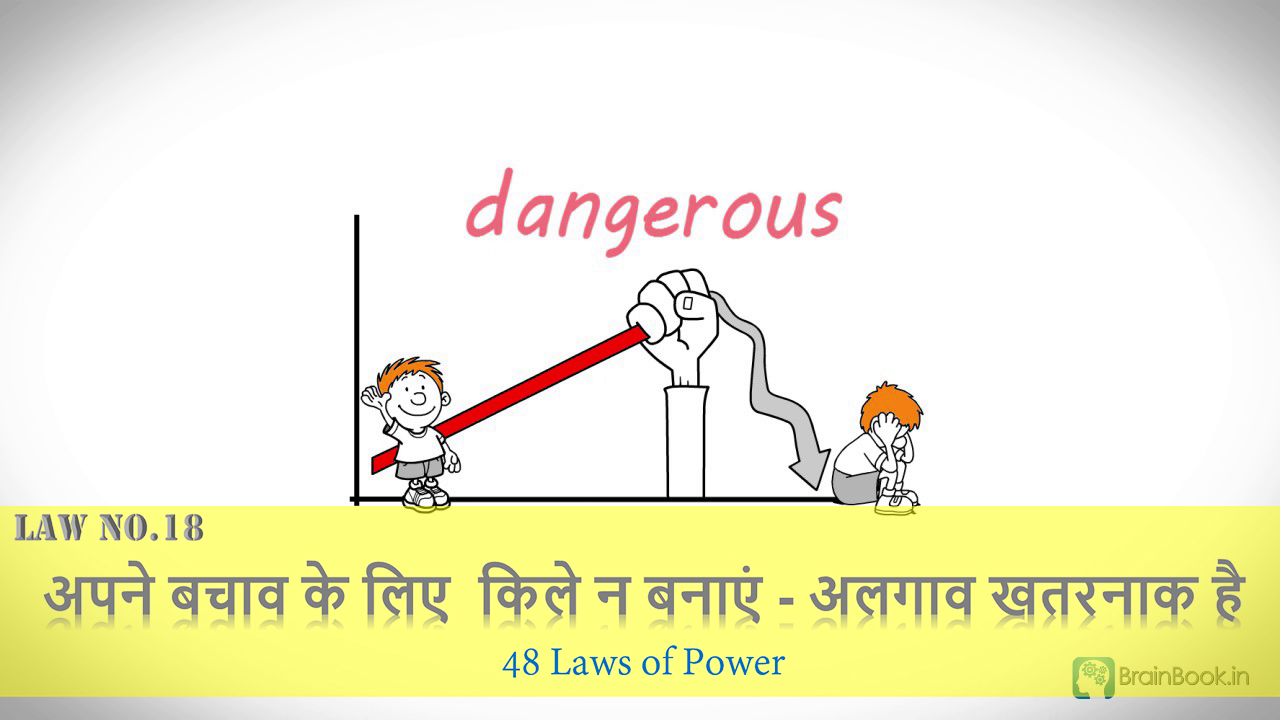 dangerous
LAW NO.18
अपने बचाव के लिए किले न बनाएं - अलगाव खतरनाक है
48 Laws of Power
BrainBook.in